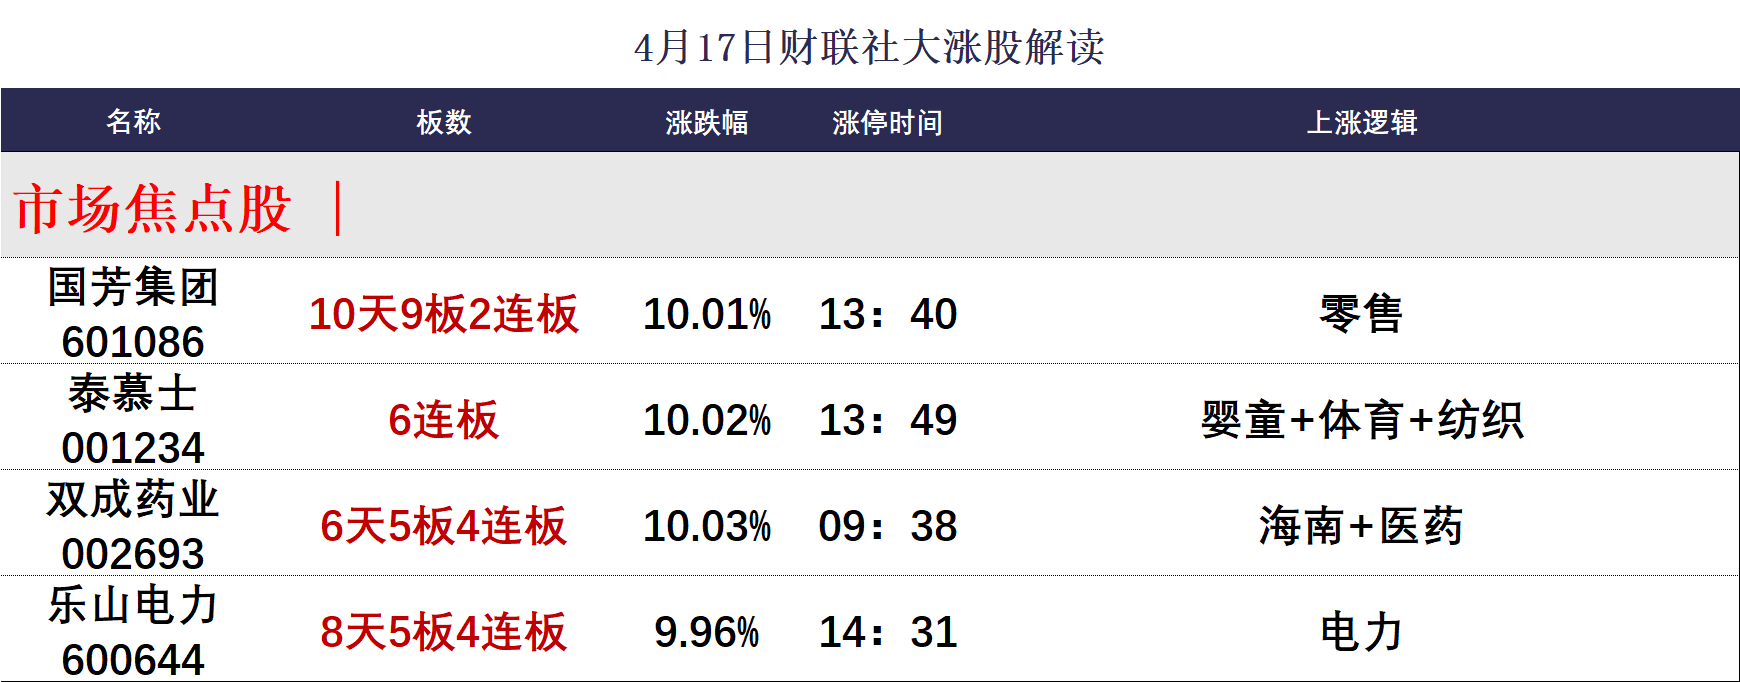 4月17日财联社大涨股解读
名称 板数 涨跌幅 涨停时间 上涨逻辑
市场焦点股 |
国芳集团
601086 10天9板2连板 10.01% 13：40 零售
泰慕士
001234 6连板 10.02% 13：49 婴童+体育+纺织
双成药业
002693 6天5板4连板 10.03% 09：38 海南+医药
乐山电力
600644 8天5板4连板 9.96% 14：31 电力